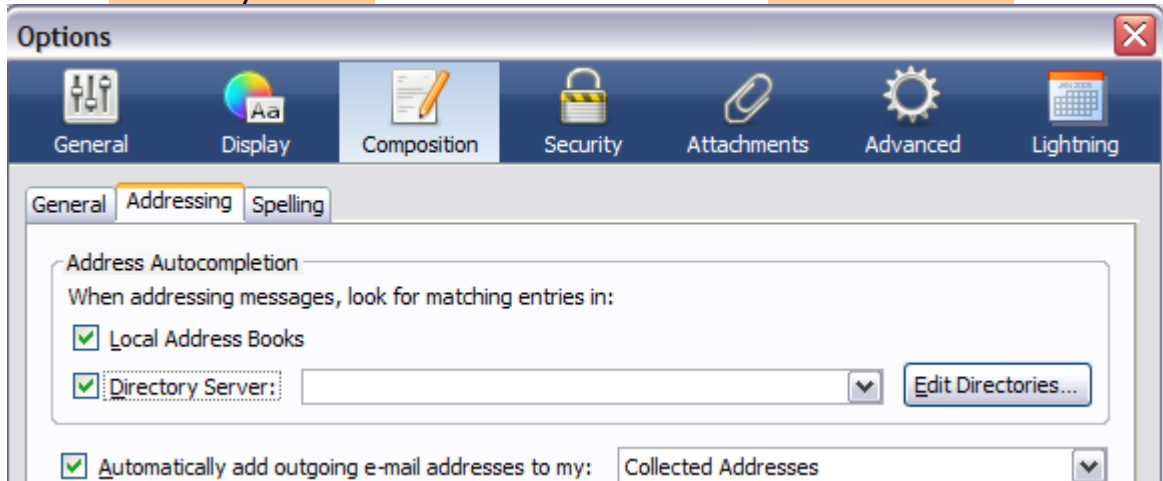 Options
General Display Composition Security Attachments Advanced Lightning
General Addressing Spelling
Address Autocompletion
When addressing messages, look for matching entries in:
Local Address Books
Directory Server: Edit Directories...
Automatically add outgoing e-mail addresses to my: Collected Addresses